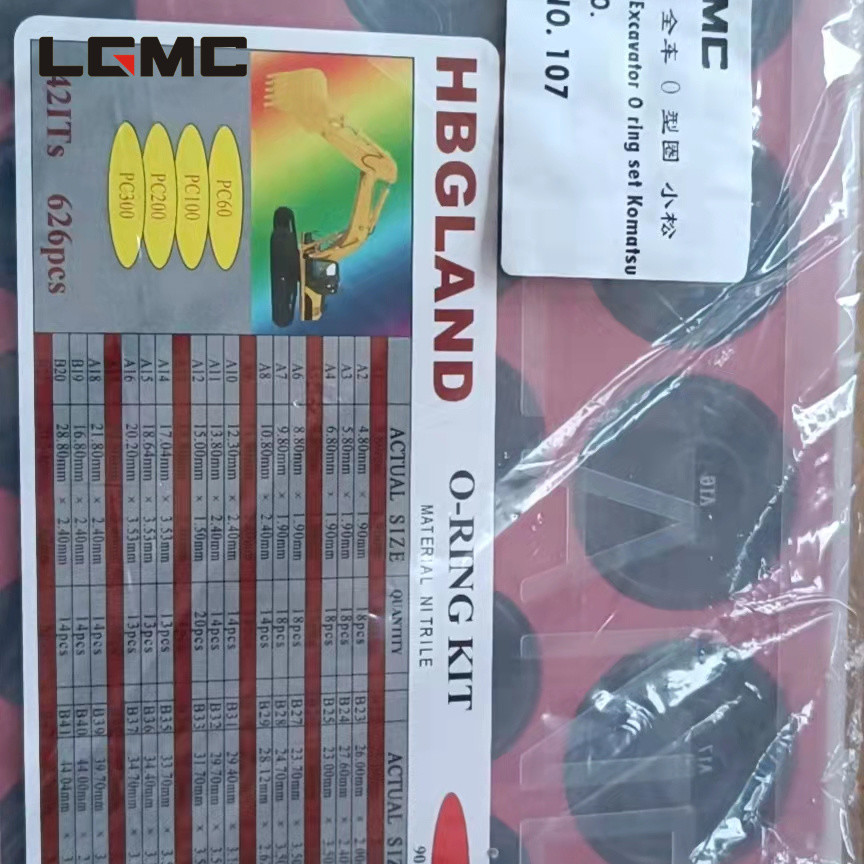 LGMC
HBGLAND O-RING KIT
MATERIAL NITRILE
42ITs 626pcs
PC60
PC100
PC200
PC300
ACTUAL SIZE QUANTITY ACTUAL
A2 4.80mm × 1.90mm 18pcs B23 26.00mm
A3 5.80mm × 1.90mm 18pcs B24 27.60mm ×
A4 6.80mm × 1.90mm 18pcs B25 23.00mm ×
A6 8.80mm × 1.90mm 18pcs B27 23.70mm ×
A7 9.80mm × 1.90mm 18pcs B28 24.70mm ×
A8 10.80mm × 2.40mm 14pcs B29 28.12mm ×
A10 12.30mm × 2.40mm 14pcs B31 29.40mm ×
A11 13.80mm × 2.40mm 14pcs B32 29.70mm ×
A12 15.00mm × 1.50mm 20pcs B33 31.70mm ×
A14 17.04mm × 3.53mm 13pcs B35 33.70mm ×
A15 18.64mm × 3.53mm 13pcs B36 34.40mm ×
A16 20.20mm × 3.53mm 13pcs B37 34.70mm ×
A18 21.80mm × 2.40mm 14pcs B39 39.70mm ×
B19 16.80mm × 2.40mm 14pcs B40 44.00mm ×
B20 28.80mm × 2.40mm 14pcs B41 44.04mm ×
90
MC
全车 O 型圈 小松
Excavator O ring set Komatsu
O.
NO. 107
A16
A17